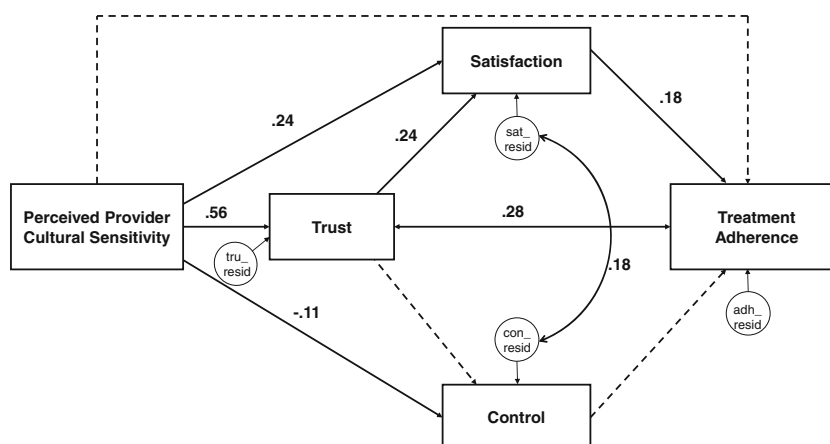 Satisfaction
.18
.24
.24
sat_
resid
Perceived Provider
Cultural Sensitivity
.56
Trust
.28
Treatment
Adherence
tru_
resid
.18
-.11
con_
resid
adh_
resid
Control